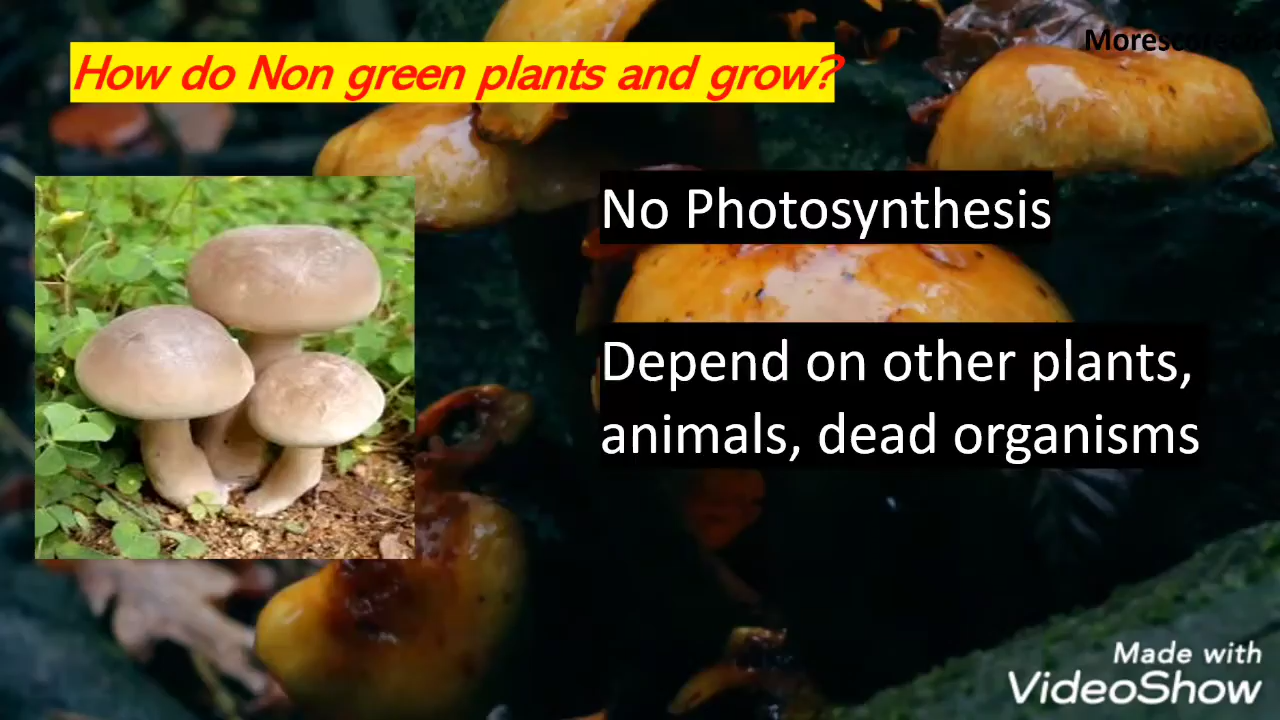 How do Non green plants and grow?
No Photosynthesis
Depend on other plants,
animals, dead organisms
Made with
VideoShow